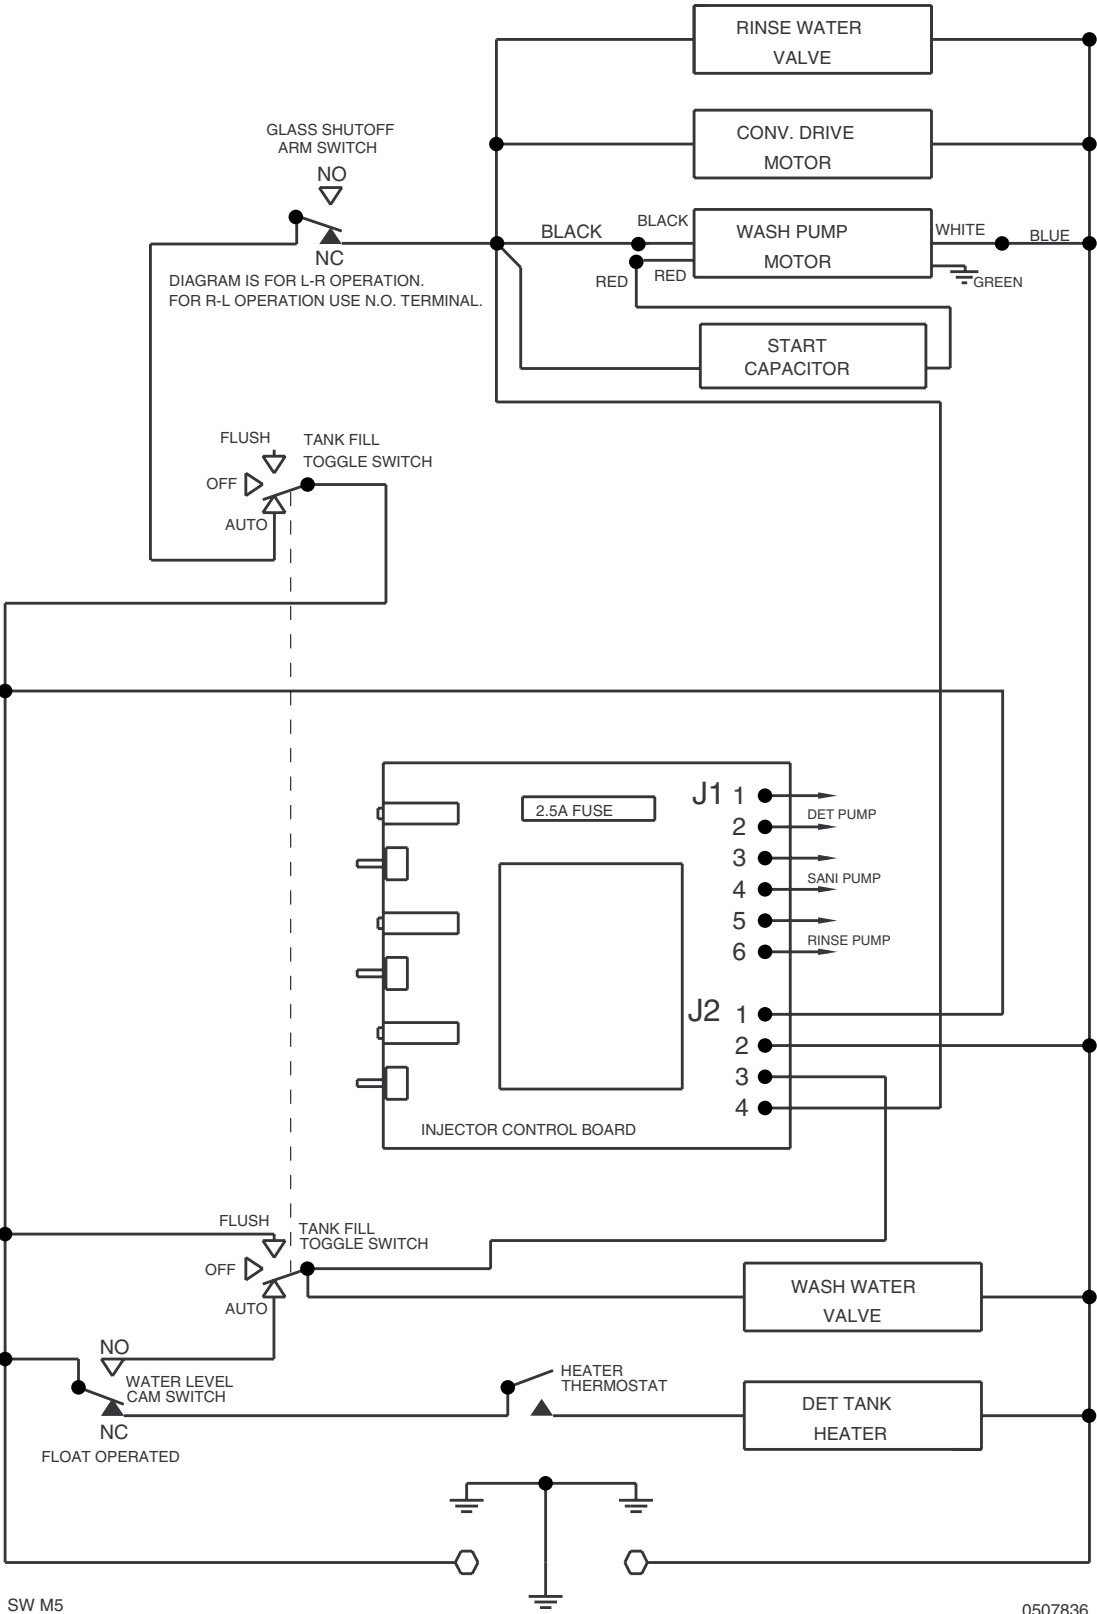 RINSE WATER
VALVE
CONV. DRIVE
MOTOR
GLASS SHUTOFF
ARM SWITCH
NO
NC
DIAGRAM IS FOR L-R OPERATION.
FOR R-L OPERATION USE N.O. TERMINAL.
BLACK
BLACK
RED
RED
WASH PUMP
MOTOR
WHITE
BLUE
GREEN
START
CAPACITOR
FLUSH
TANK FILL
TOGGLE SWITCH
OFF
AUTO
2.5A FUSE
J1
1
2
3
4
5
6
DET PUMP
SANI PUMP
RINSE PUMP
J2
1
2
3
4
INJECTOR CONTROL BOARD
FLUSH
TANK FILL
TOGGLE SWITCH
OFF
AUTO
WASH WATER
VALVE
NO
WATER LEVEL
CAM SWITCH
NC
FLOAT OPERATED
HEATER
THERMOSTAT
DET TANK
HEATER
SW M5
0507836